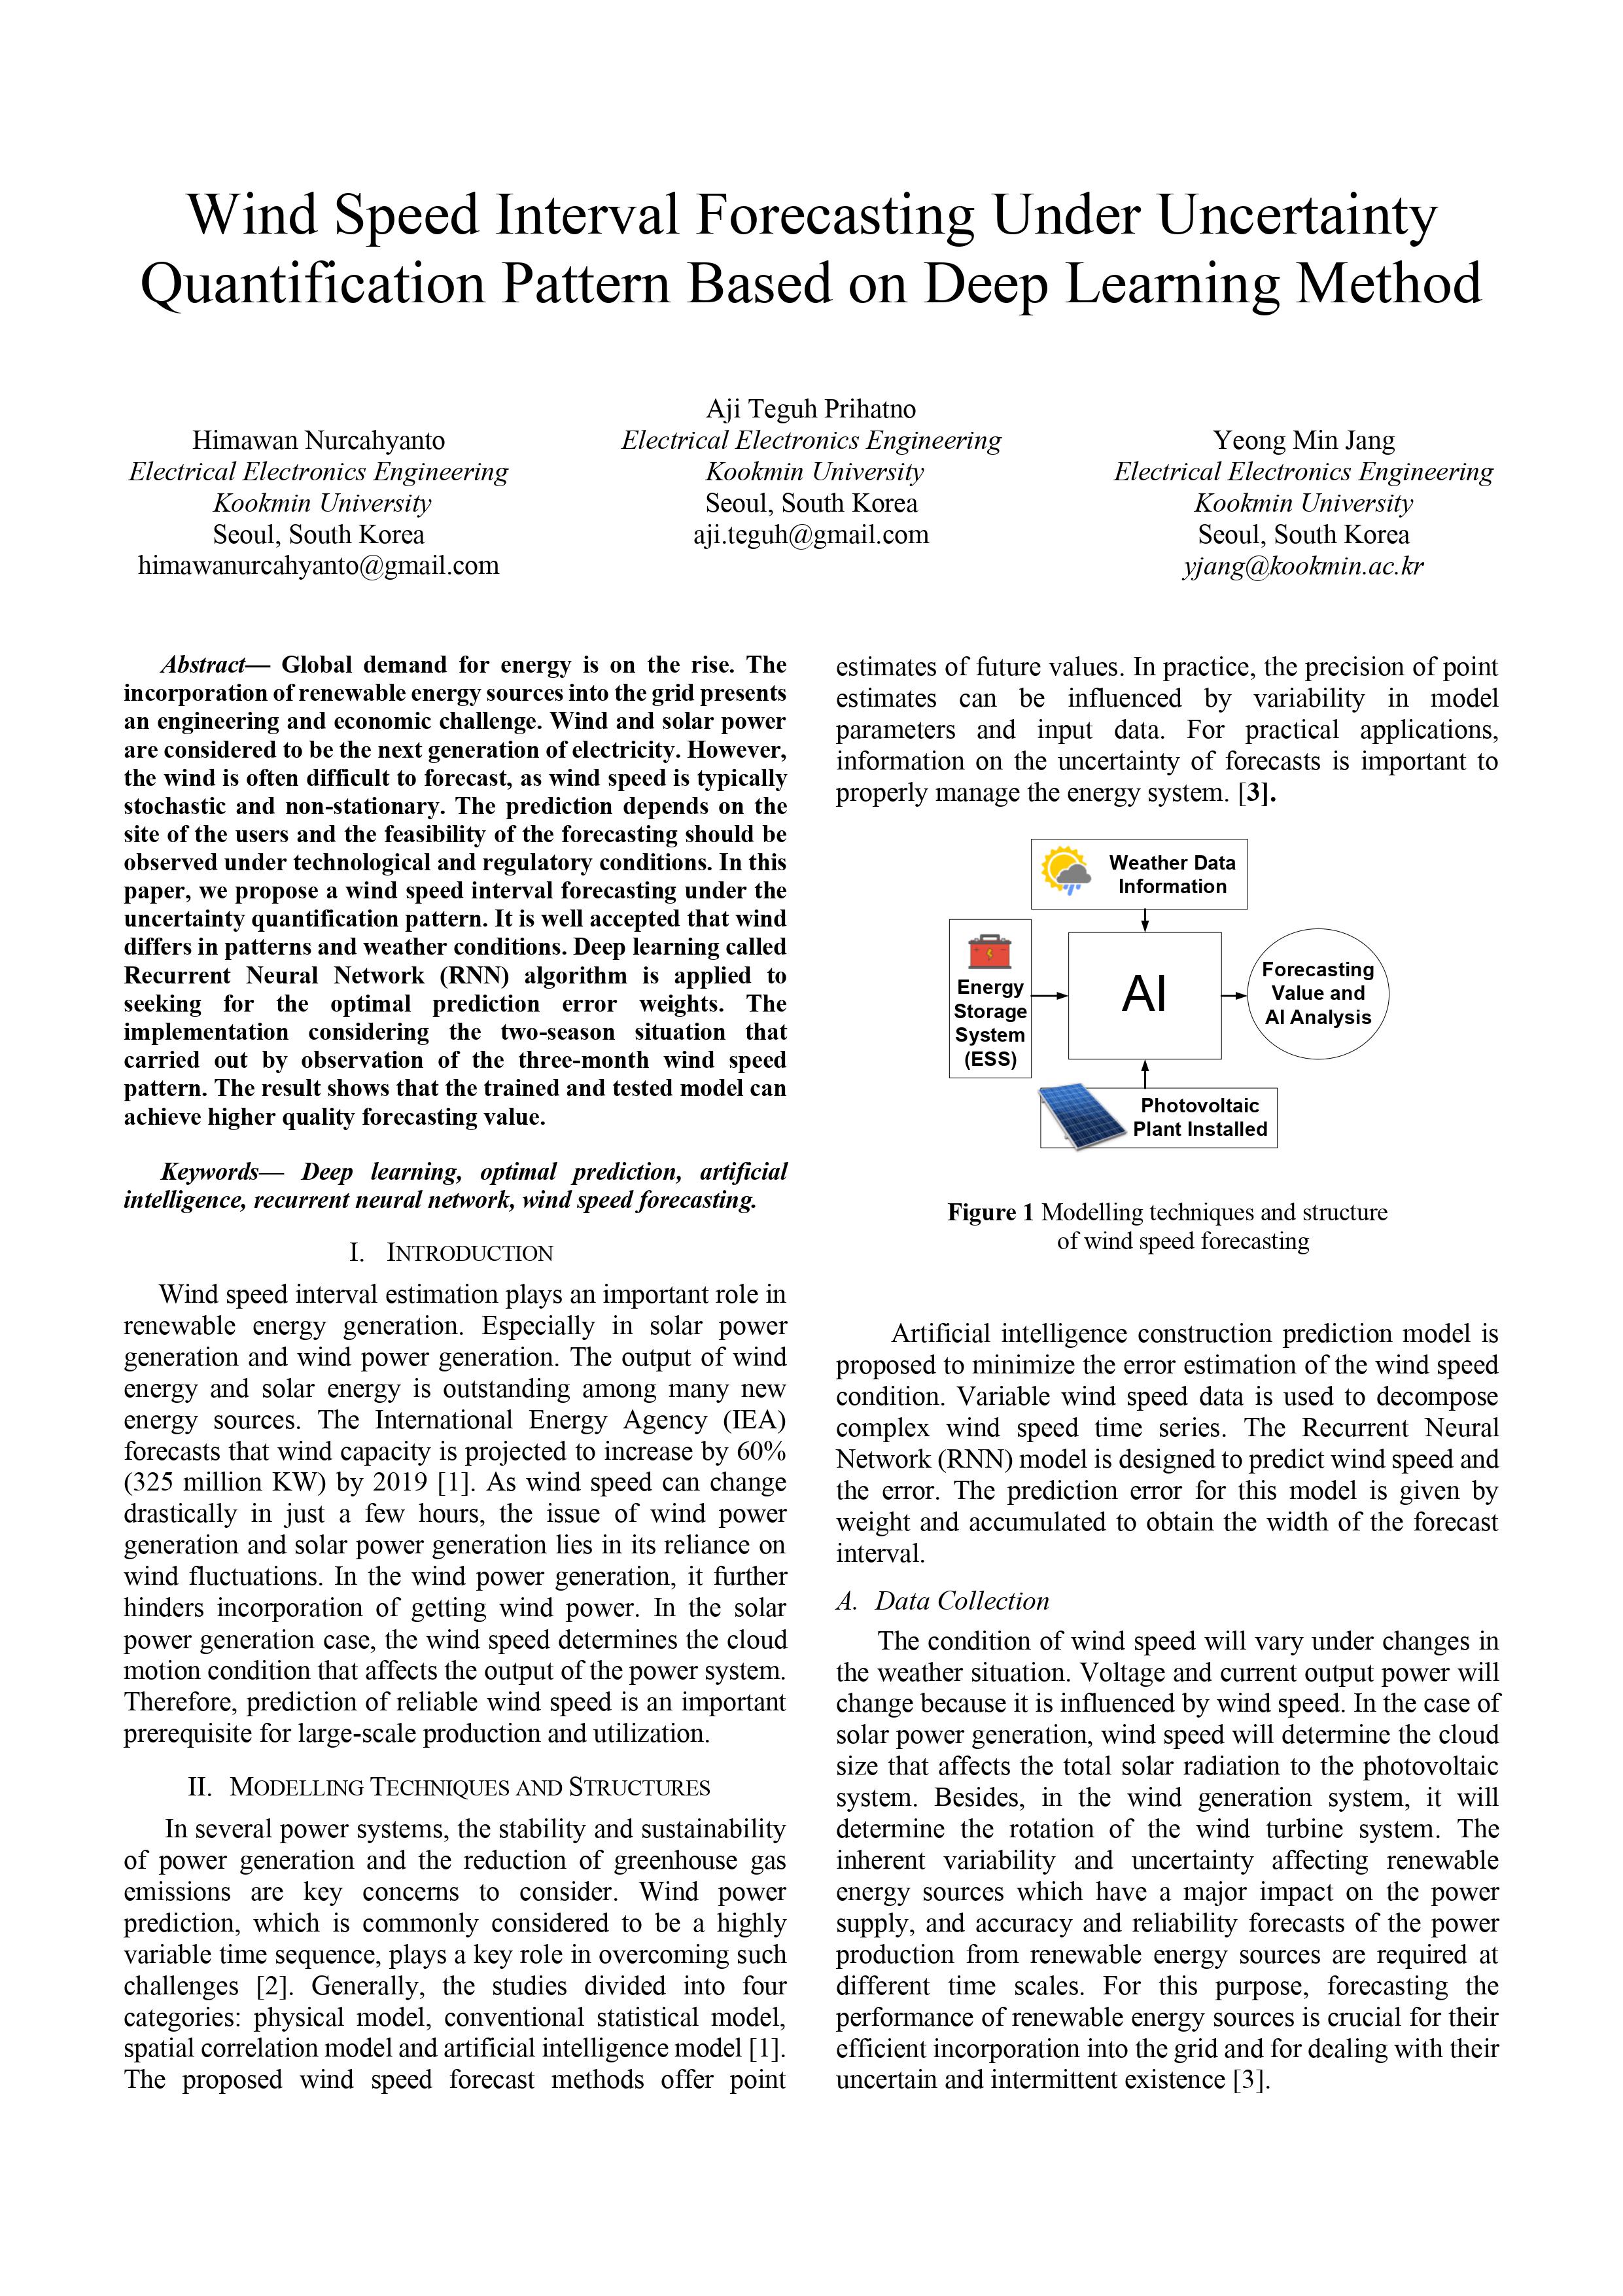 Wind Speed Interval Forecasting Under Uncertainty
Quantification Pattern Based on Deep Learning Method
Himawan Nurcahyanto
Electrical Electronics Engineering
Kookmin University
Seoul, South Korea
himawanurcahyanto@gmail.com
Aji Teguh Prihatno
Electrical Electronics Engineering
Kookmin University
Seoul, South Korea
aji.teguh@gmail.com
Yeong Min Jang
Electrical Electronics Engineering
Kookmin University
Seoul, South Korea
yjang@kookmin.ac.kr
Abstract— Global demand for energy is on the rise. The
incorporation of renewable energy sources into the grid presents
an engineering and economic challenge. Wind and solar power
are considered to be the next generation of electricity. However,
the wind is often difficult to forecast, as wind speed is typically
stochastic and non-stationary. The prediction depends on the
site of the users and the feasibility of the forecasting should be
observed under technological and regulatory conditions. In this
paper, we propose a wind speed interval forecasting under the
uncertainty quantification pattern. It is well accepted that wind
differs in patterns and weather conditions. Deep learning called
Recurrent Neural Network (RNN) algorithm is applied to
seeking for the optimal prediction error weights. The
implementation considering the two-season situation that
carried out by observation of the three-month wind speed
pattern. The result shows that the trained and tested model can
achieve higher quality forecasting value.
Keywords— Deep learning, optimal prediction, artificial
intelligence, recurrent neural network, wind speed forecasting.
I. INTRODUCTION
Wind speed interval estimation plays an important role in
renewable energy generation. Especially in solar power
generation and wind power generation. The output of wind
energy and solar energy is outstanding among many new
energy sources. The International Energy Agency (IEA)
forecasts that wind capacity is projected to increase by 60%
(325 million KW) by 2019 [1]. As wind speed can change
drastically in just a few hours, the issue of wind power
generation and solar power generation lies in its reliance on
wind fluctuations. In the wind power generation, it further
hinders incorporation of getting wind power. In the solar
power generation case, the wind speed determines the cloud
motion condition that affects the output of the power system.
Therefore, prediction of reliable wind speed is an important
prerequisite for large-scale production and utilization.
II. MODELLING TECHNIQUES AND STRUCTURES
In several power systems, the stability and sustainability
of power generation and the reduction of greenhouse gas
emissions are key concerns to consider. Wind power
prediction, which is commonly considered to be a highly
variable time sequence, plays a key role in overcoming such
challenges [2]. Generally, the studies divided into four
categories: physical model, conventional statistical model,
spatial correlation model and artificial intelligence model [1].
The proposed wind speed forecast methods offer point
estimates of future values. In practice, the precision of point
estimates can be influenced by variability in model
parameters and input data. For practical applications,
information on the uncertainty of forecasts is important to
properly manage the energy system. [3].
Weather Data
Information
Energy
Storage
System
(ESS)
AI
Forecasting
Value and
AI Analysis
Photovoltaic
Plant Installed
Figure 1 Modelling techniques and structure
of wind speed forecasting
Artificial intelligence construction prediction model is
proposed to minimize the error estimation of the wind speed
condition. Variable wind speed data is used to decompose
complex wind speed time series. The Recurrent Neural
Network (RNN) model is designed to predict wind speed and
the error. The prediction error for this model is given by
weight and accumulated to obtain the width of the forecast
interval.
A. Data Collection
The condition of wind speed will vary under changes in
the weather situation. Voltage and current output power will
change because it is influenced by wind speed. In the case of
solar power generation, wind speed will determine the cloud
size that affects the total solar radiation to the photovoltaic
system. Besides, in the wind generation system, it will
determine the rotation of the wind turbine system. The
inherent variability and uncertainty affecting renewable
energy sources which have a major impact on the power
supply, and accuracy and reliability forecasts of the power
production from renewable energy sources are required at
different time scales. For this purpose, forecasting the
performance of renewable energy sources is crucial for their
efficient incorporation into the grid and for dealing with their
uncertain and intermittent existence [3].